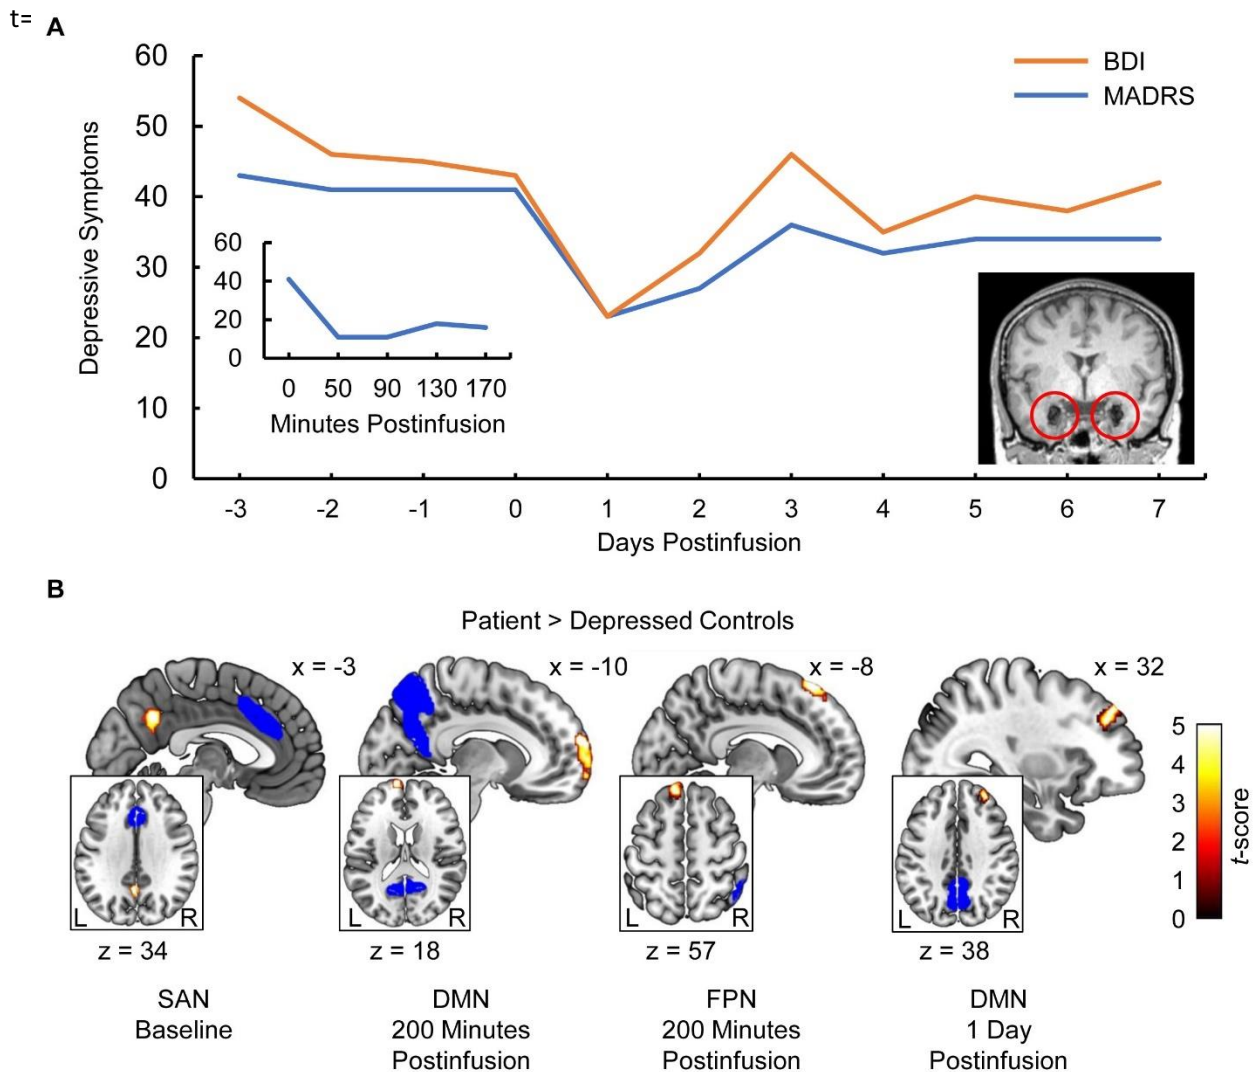 t=
A
60
50
40
30
20
10
0
Depressive Symptoms
BDI
MADRS
60
40
20
0
0 50 90 130 170
Minutes Postinfusion
-3 -2 -1 0 1 2 3 4 5 6 7
Days Postinfusion
B
Patient > Depressed Controls
x = -3 x = -10 x = -8 x = 32
L R L R L R L R
z = 34 z = 18 z = 57 z = 38
5
4
3
2
1
0
t-score
SAN DMN FPN DMN
Baseline 200 Minutes 200 Minutes 1 Day
Postinfusion Postinfusion Postinfusion